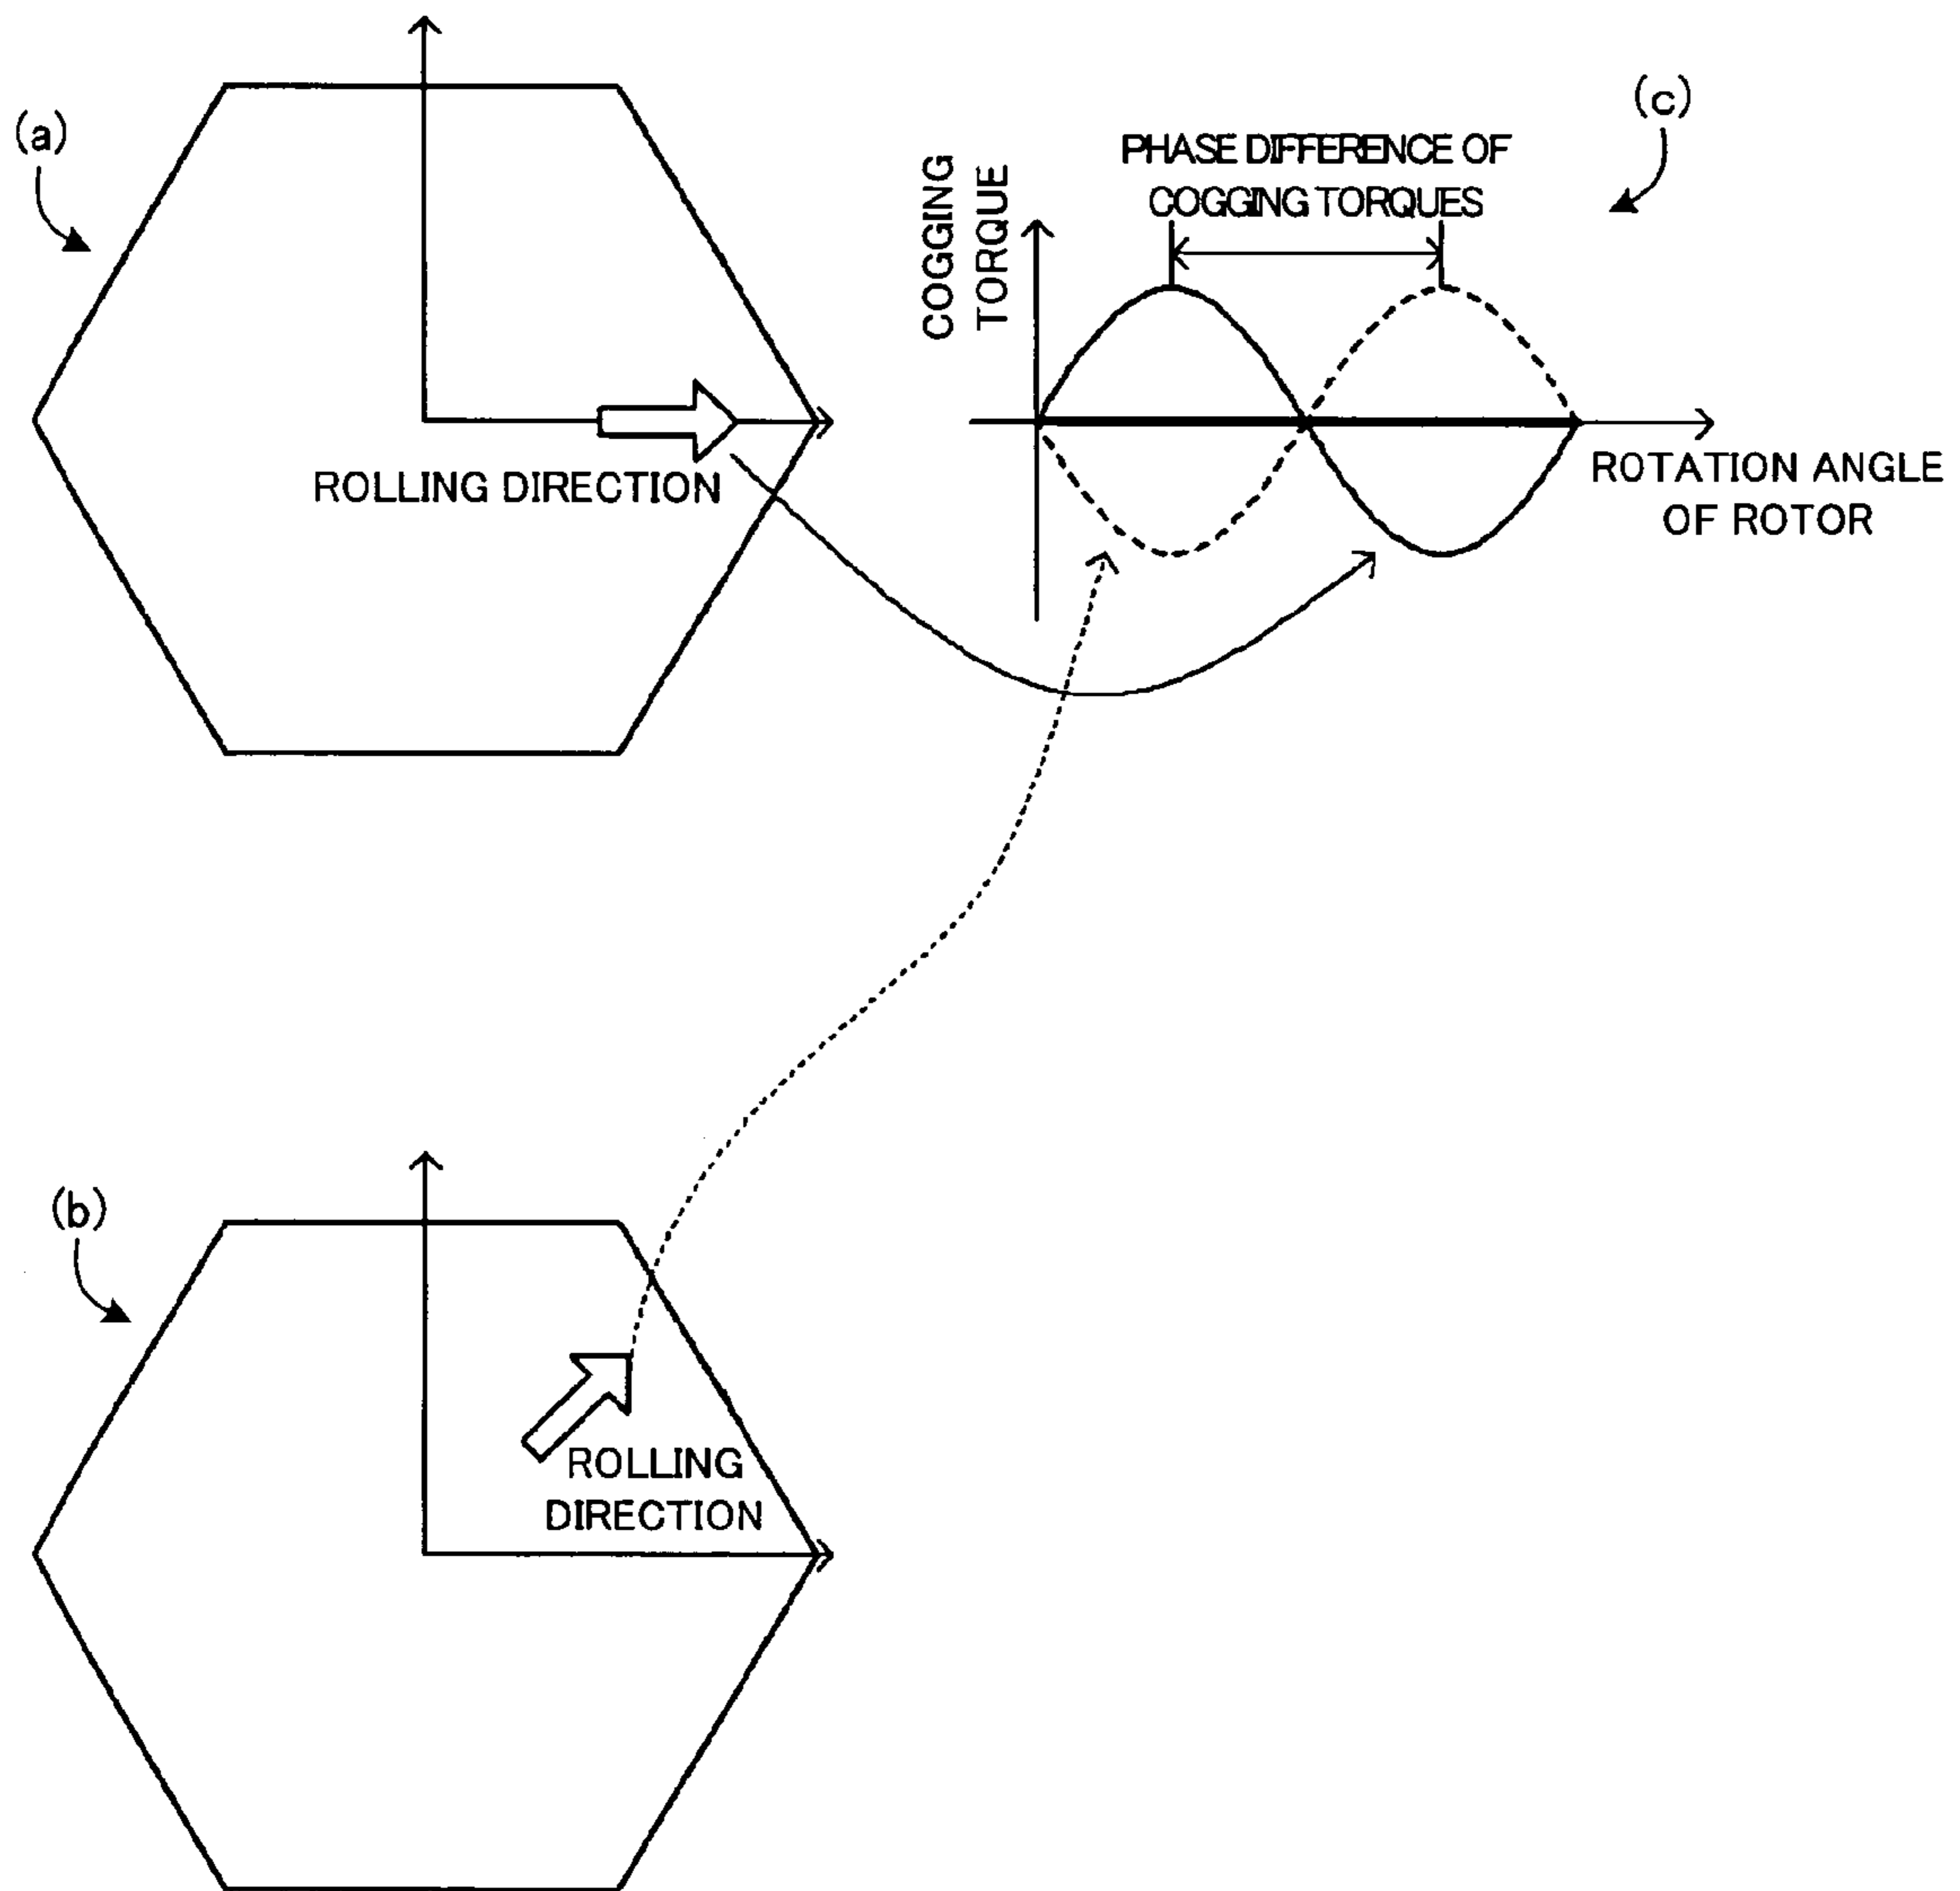 (a)
ROLLING DIRECTION
(c)
PHASE DIFFERENCE OF
COGGING TORQUES
COGGING
TORQUE
ROTATION ANGLE
OF ROTOR
(b)
ROLLING
DIRECTION